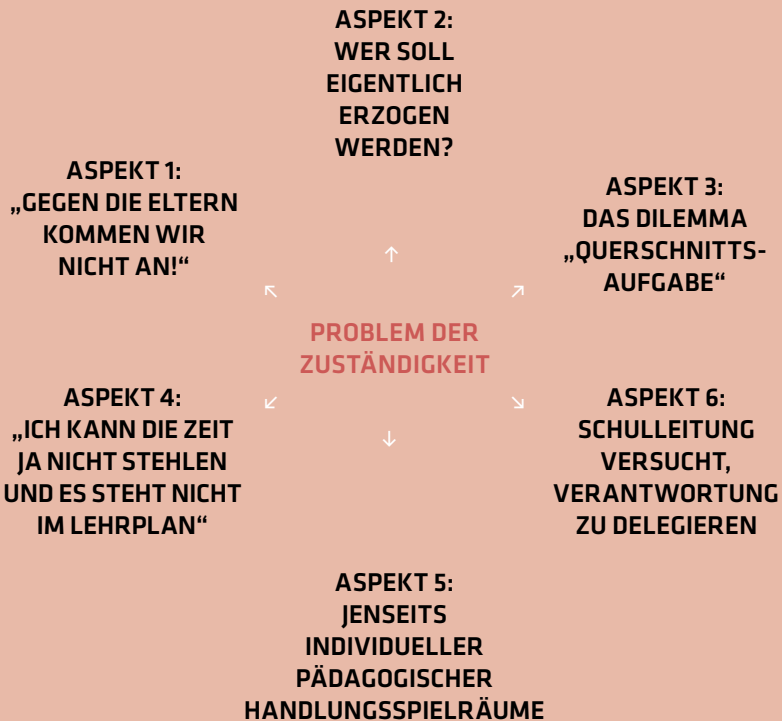 ASPEKT 1:
„GEGEN DIE ELTERN
KOMMEN WIR
NICHT AN!“
ASPEKT 2:
WER SOLL
EIGENTLICH
ERZOGEN
WERDEN?
ASPEKT 3:
DAS DILEMMA
„QUERSCHNITTS-
AUFGABE“
PROBLEM DER
ZUSTÄNDIGKEIT
ASPEKT 4:
„ICH KANN DIE ZEIT
JA NICHT STEHLEN
UND ES STEHT NICHT
IM LEHRPLAN“
ASPEKT 5:
JENSEITS
INDIVIDUELLER
PÄDAGOGISCHER
HANDLUNGSSPIELRÄUME
ASPEKT 6:
SCHULLEITUNG
VERSUCHT,
VERANTWORTUNG
ZU DELEGIEREN